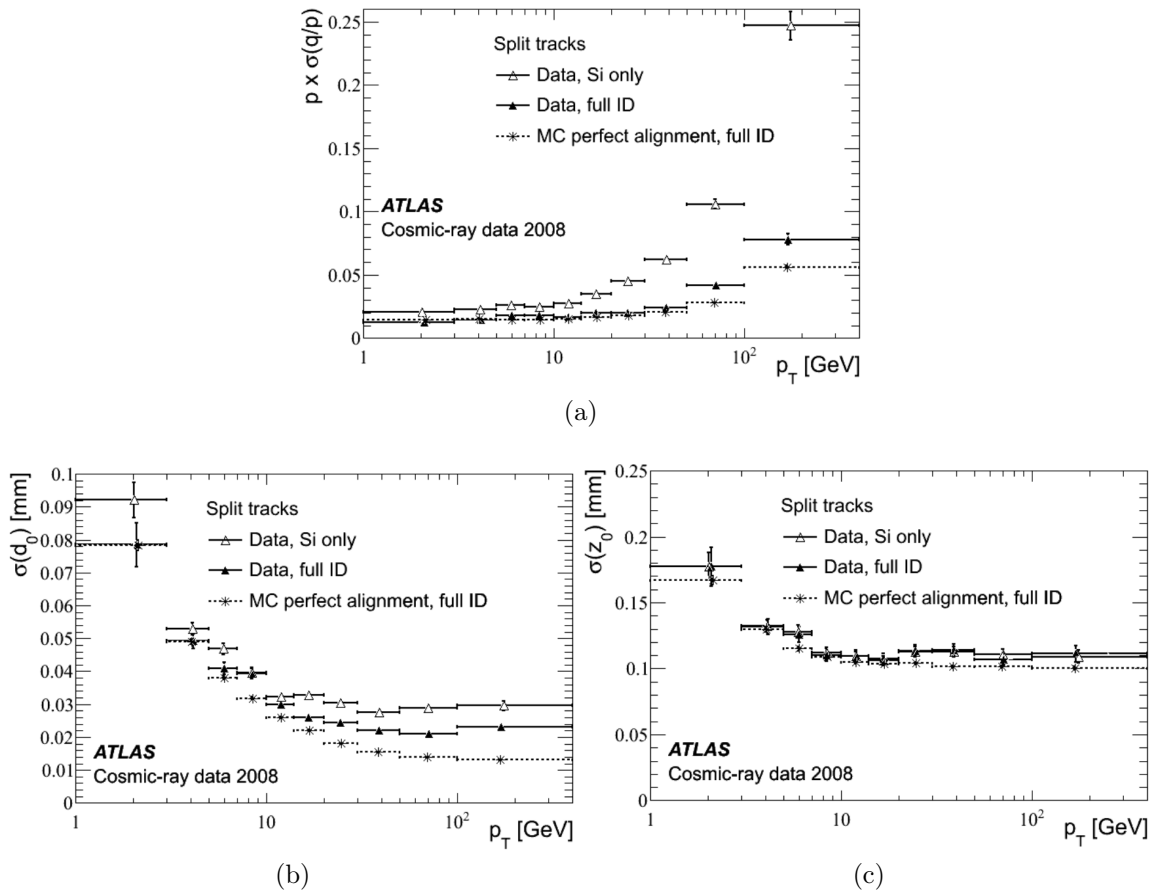 (a)
p x σ(q/p)
0.25
0.2
0.15
0.1
0.05
0
Split tracks
Data, Si only
Data, full ID
MC perfect alignment, full ID
ATLAS
Cosmic-ray data 2008
1 10 10²
p_T [GeV]
(a)
σ(d₀) [mm]
0.1
0.09
0.08
0.07
0.06
0.05
0.04
0.03
0.02
0.01
0
Split tracks
Data, Si only
Data, full ID
MC perfect alignment, full ID
ATLAS
Cosmic-ray data 2008
1 10 10²
p_T [GeV]
(b)
σ(z₀) [mm]
0.25
0.2
0.15
0.1
0.05
0
Split tracks
Data, Si only
Data, full ID
MC perfect alignment, full ID
ATLAS
Cosmic-ray data 2008
1 10 10²
p_T [GeV]
(c)